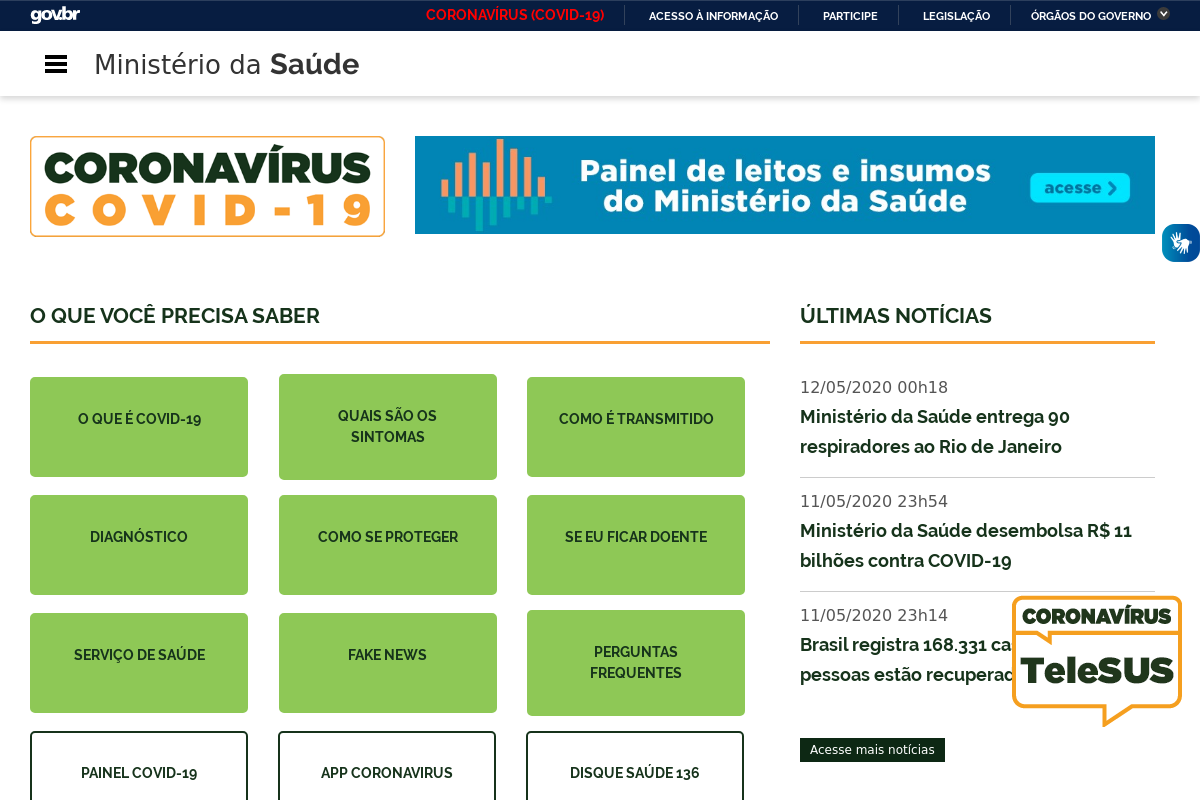 gov.br
CORONAVÍRUS (COVID-19)
ACESSO À INFORMAÇÃO
PARTICIPE
LEGISLAÇÃO
ÓRGÃOS DO GOVERNO
Ministério da Saúde
CORONAVÍRUS
COVID-19
Painel de leitos e insumos
do Ministério da Saúde
acesse
O QUE VOCÊ PRECISA SABER
O QUE É COVID-19
QUAIS SÃO OS
SINTOMAS
COMO É TRANSMITIDO
DIAGNÓSTICO
COMO SE PROTEGER
SE EU FICAR DOENTE
SERVIÇO DE SAÚDE
FAKE NEWS
PERGUNTAS
FREQUENTES
PAINEL COVID-19
APP CORONAVIRUS
DISQUE SAÚDE 136
ÚLTIMAS NOTÍCIAS
12/05/2020 00h18
Ministério da Saúde entrega 90
respiradores ao Rio de Janeiro
11/05/2020 23h54
Ministério da Saúde desembolsa R$ 11
bilhões contra COVID-19
11/05/2020 23h14
Brasil registra 168.331
pessoas estão
CORONAVÍRUS
TeleSUS
Acesse mais notícias